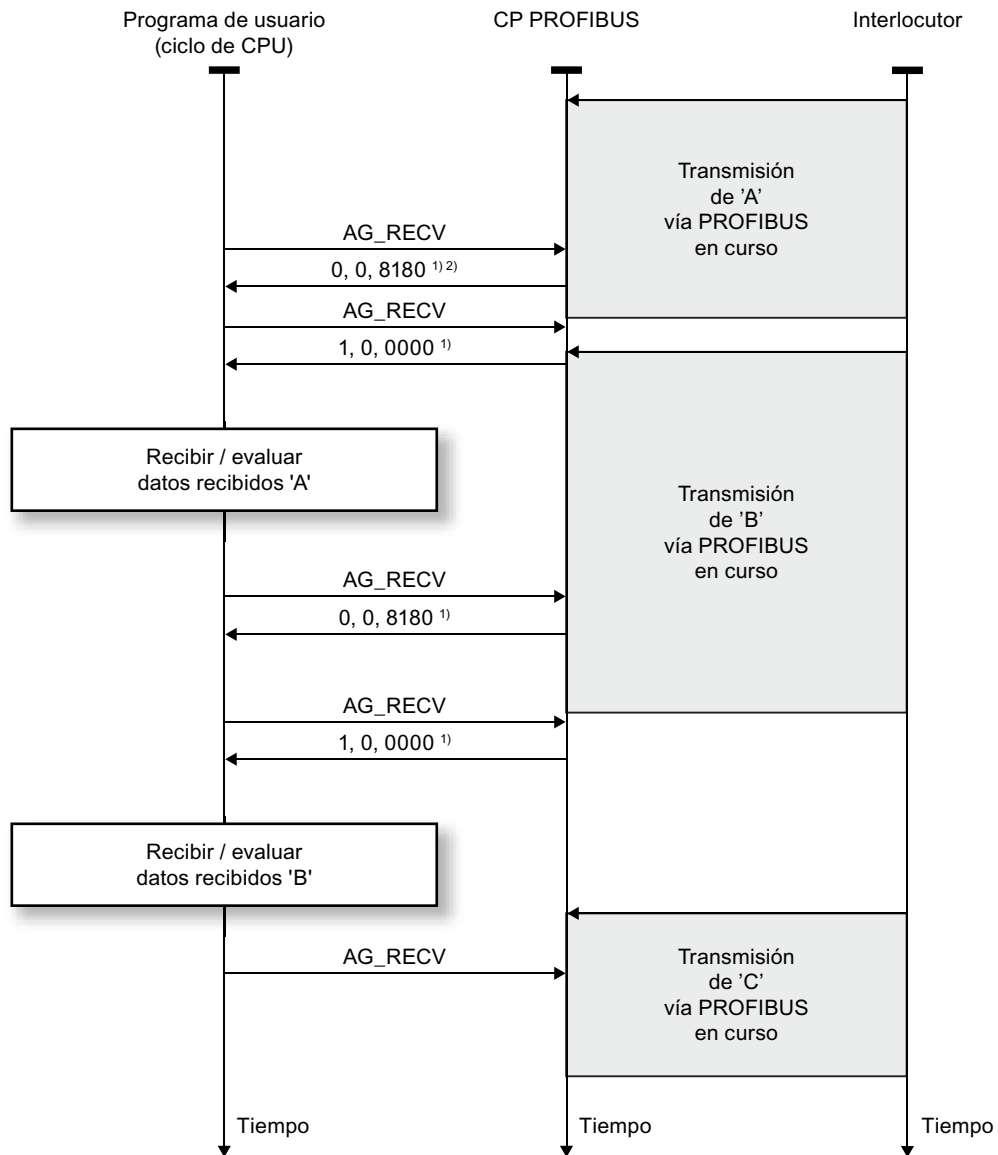 Programa de usuario
(ciclo de CPU)
CP PROFIBUS
Interlocutor
Transmisión
de ’A’
vía PROFIBUS
en curso
AG_RECV
0, 0, 8180 1) 2)
AG_RECV
1, 0, 0000 1)
Recibir / evaluar
datos recibidos 'A'
Transmisión
de ’B’
vía PROFIBUS
en curso
AG_RECV
0, 0, 8180 1)
AG_RECV
1, 0, 0000 1)
Recibir / evaluar
datos recibidos 'B'
AG_RECV
Transmisión
de ’C’
vía PROFIBUS
en curso
Tiempo
Tiempo
Tiempo